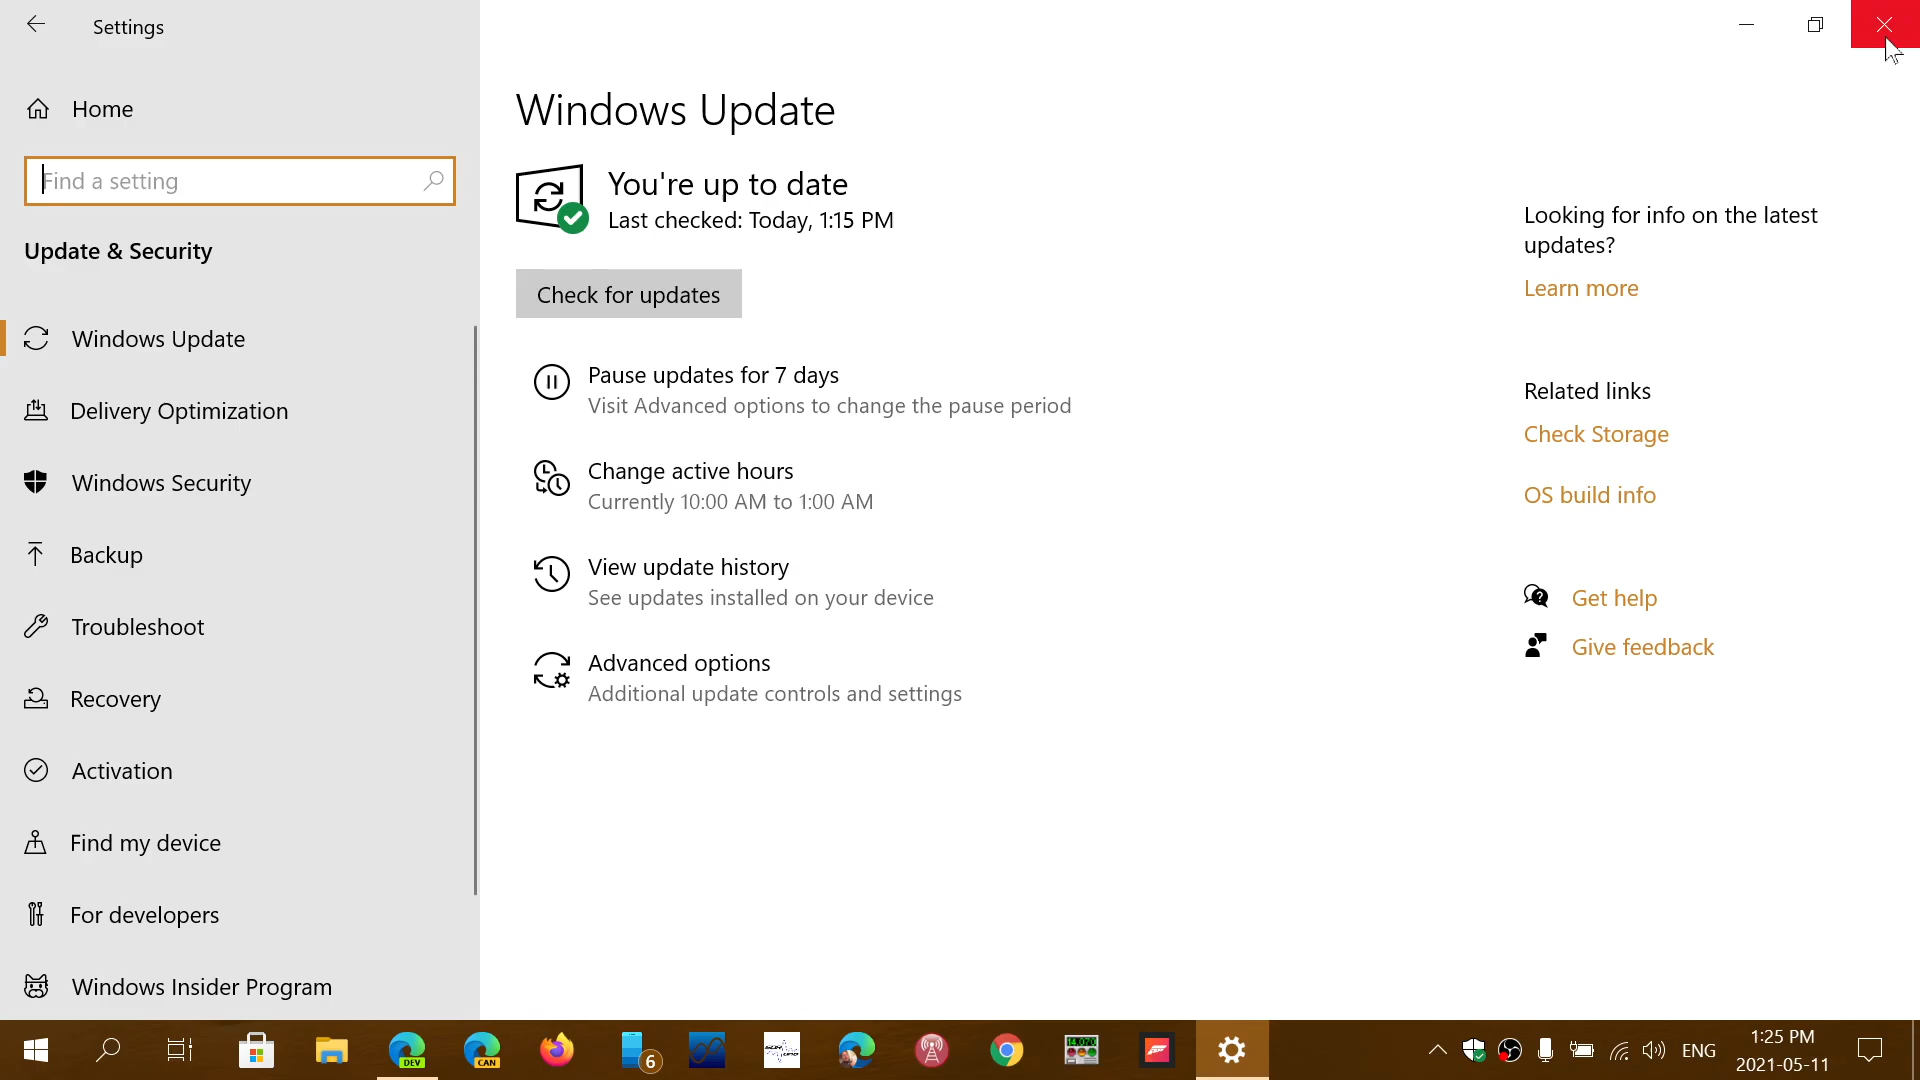 Settings
Home
Find a setting
Update & Security
Windows Update
Delivery Optimization
Windows Security
Backup
Troubleshoot
Recovery
Activation
Find my device
For developers
Windows Insider Program
Windows Update
You're up to date
Last checked: Today, 1:15 PM
Check for updates
Pause updates for 7 days
Visit Advanced options to change the pause period
Change active hours
Currently 10:00 AM to 1:00 AM
View update history
See updates installed on your device
Advanced options
Additional update controls and settings
Looking for info on the latest
updates?
Learn more
Related links
Check Storage
OS build info
Get help
Give feedback
DEV
CAN
6
14.070
ENG
1:25 PM
2021-05-11